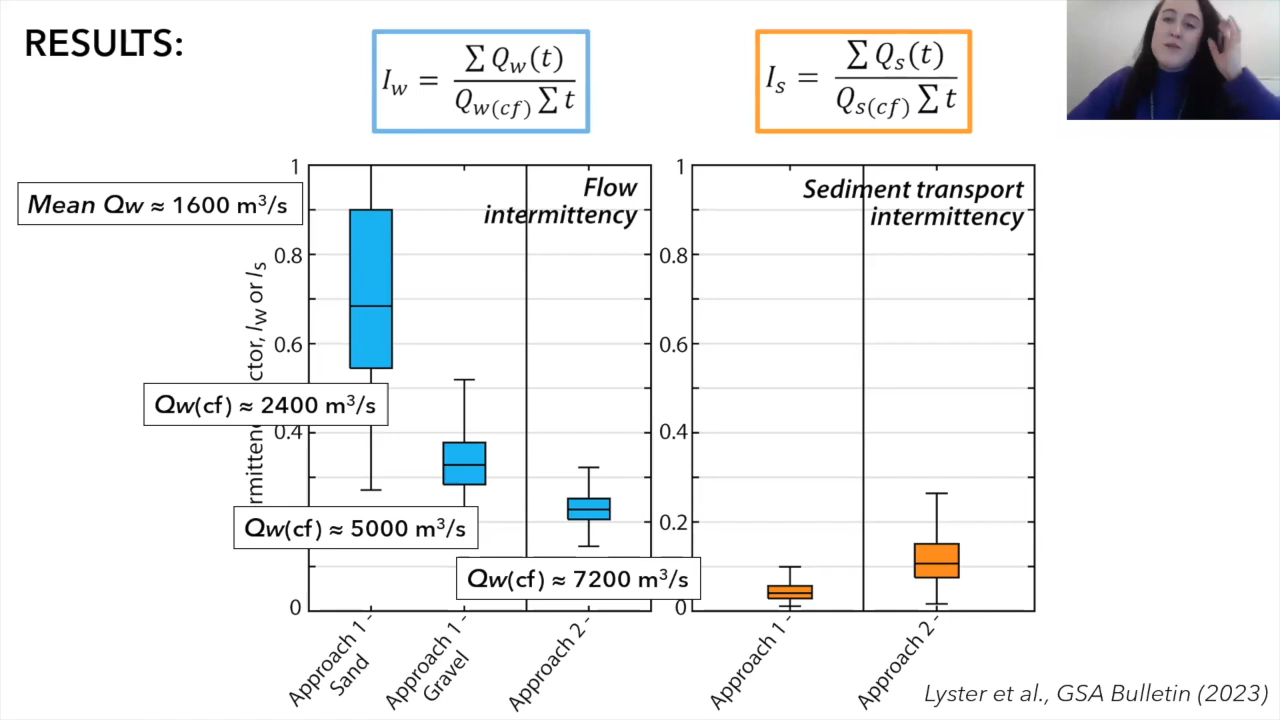 RESULTS:
I_w = ∑ Q_w(t) / Q_w(cf) ∑ t
I_s = ∑ Q_s(t) / Q_s(cf) ∑ t
Mean Qw ≈ 1600 m³/s
Qw(cf) ≈ 2400 m³/s
Qw(cf) ≈ 5000 m³/s
Qw(cf) ≈ 7200 m³/s
Flow
intermittency
1
0.8
0.6
0.4
0
Approach 1-
Sand
Approach 1-
Gravel
Approach 2-
Sediment transport
intermittency
1
0.8
0.6
0.4
0.2
0
Approach 1-
Approach 2-
Lyster et al., GSA Bulletin (2023)